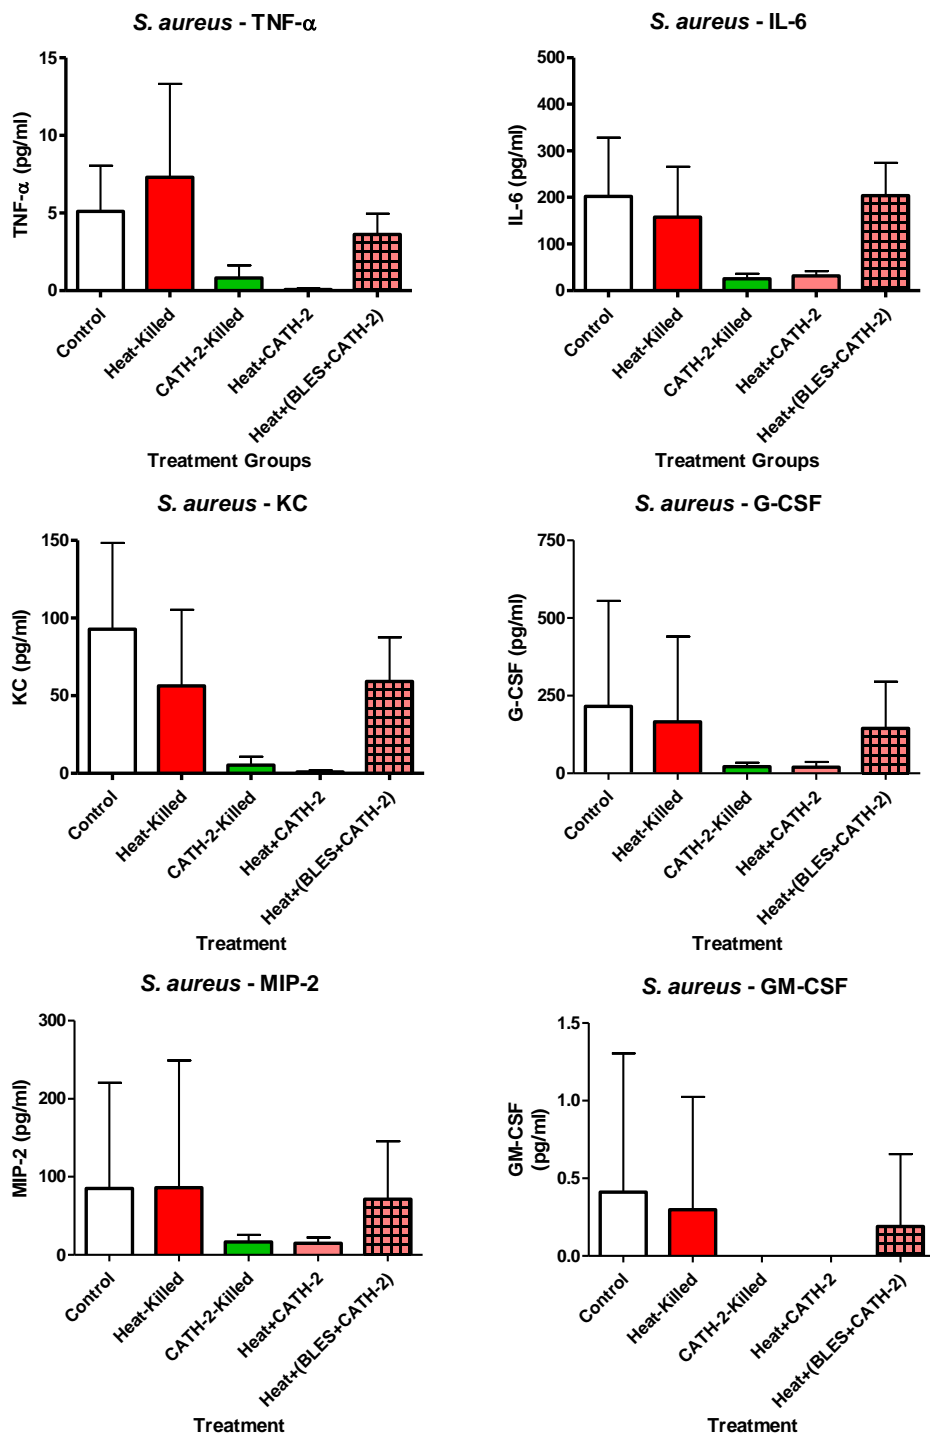 S. aureus - TNF-α
TNF-α (pg/ml)
15
10
5
0
Control
Heat-Killed
CATH-2-Killed
Heat+CATH-2
Heat+(BLES+CATH-2)
Treatment Groups
S. aureus - IL-6
IL-6 (pg/ml)
500
400
300
200
100
0
Control
Heat-Killed
CATH-2-Killed
Heat+CATH-2
Heat+(BLES+CATH-2)
Treatment Groups
S. aureus - KC
KC (pg/ml)
150
100
50
0
Control
Heat-Killed
CATH-2-Killed
Heat+CATH-2
Heat+(BLES+CATH-2)
Treatment
S. aureus - G-CSF
G-CSF (pg/ml)
750
500
250
0
Control
Heat-Killed
CATH-2-Killed
Heat+CATH-2
Heat+(BLES+CATH-2)
Treatment
S. aureus - MIP-2
MIP-2 (pg/ml)
300
200
100
0
Control
Heat-Killed
CATH-2-Killed
Heat+CATH-2
Heat+(BLES+CATH-2)
Treatment
S. aureus - GM-CSF
GM-CSF
(pg/ml)
1.5
1.0
0.5
0.0
Control
Heat-Killed
CATH-2-Killed
Heat+CATH-2
Heat+(BLES+CATH-2)
Treatment